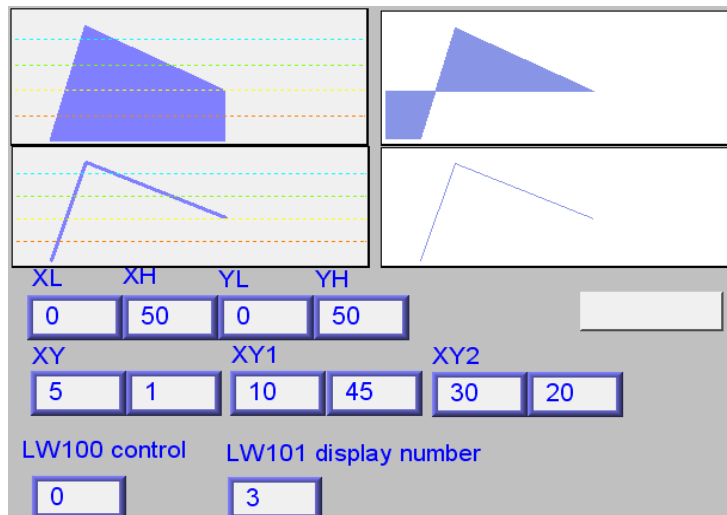 XL XH YL YH
0 50 0 50
XY XY1 XY2
5 1 10 45 30 20
LW100 control LW101 display number
0 3